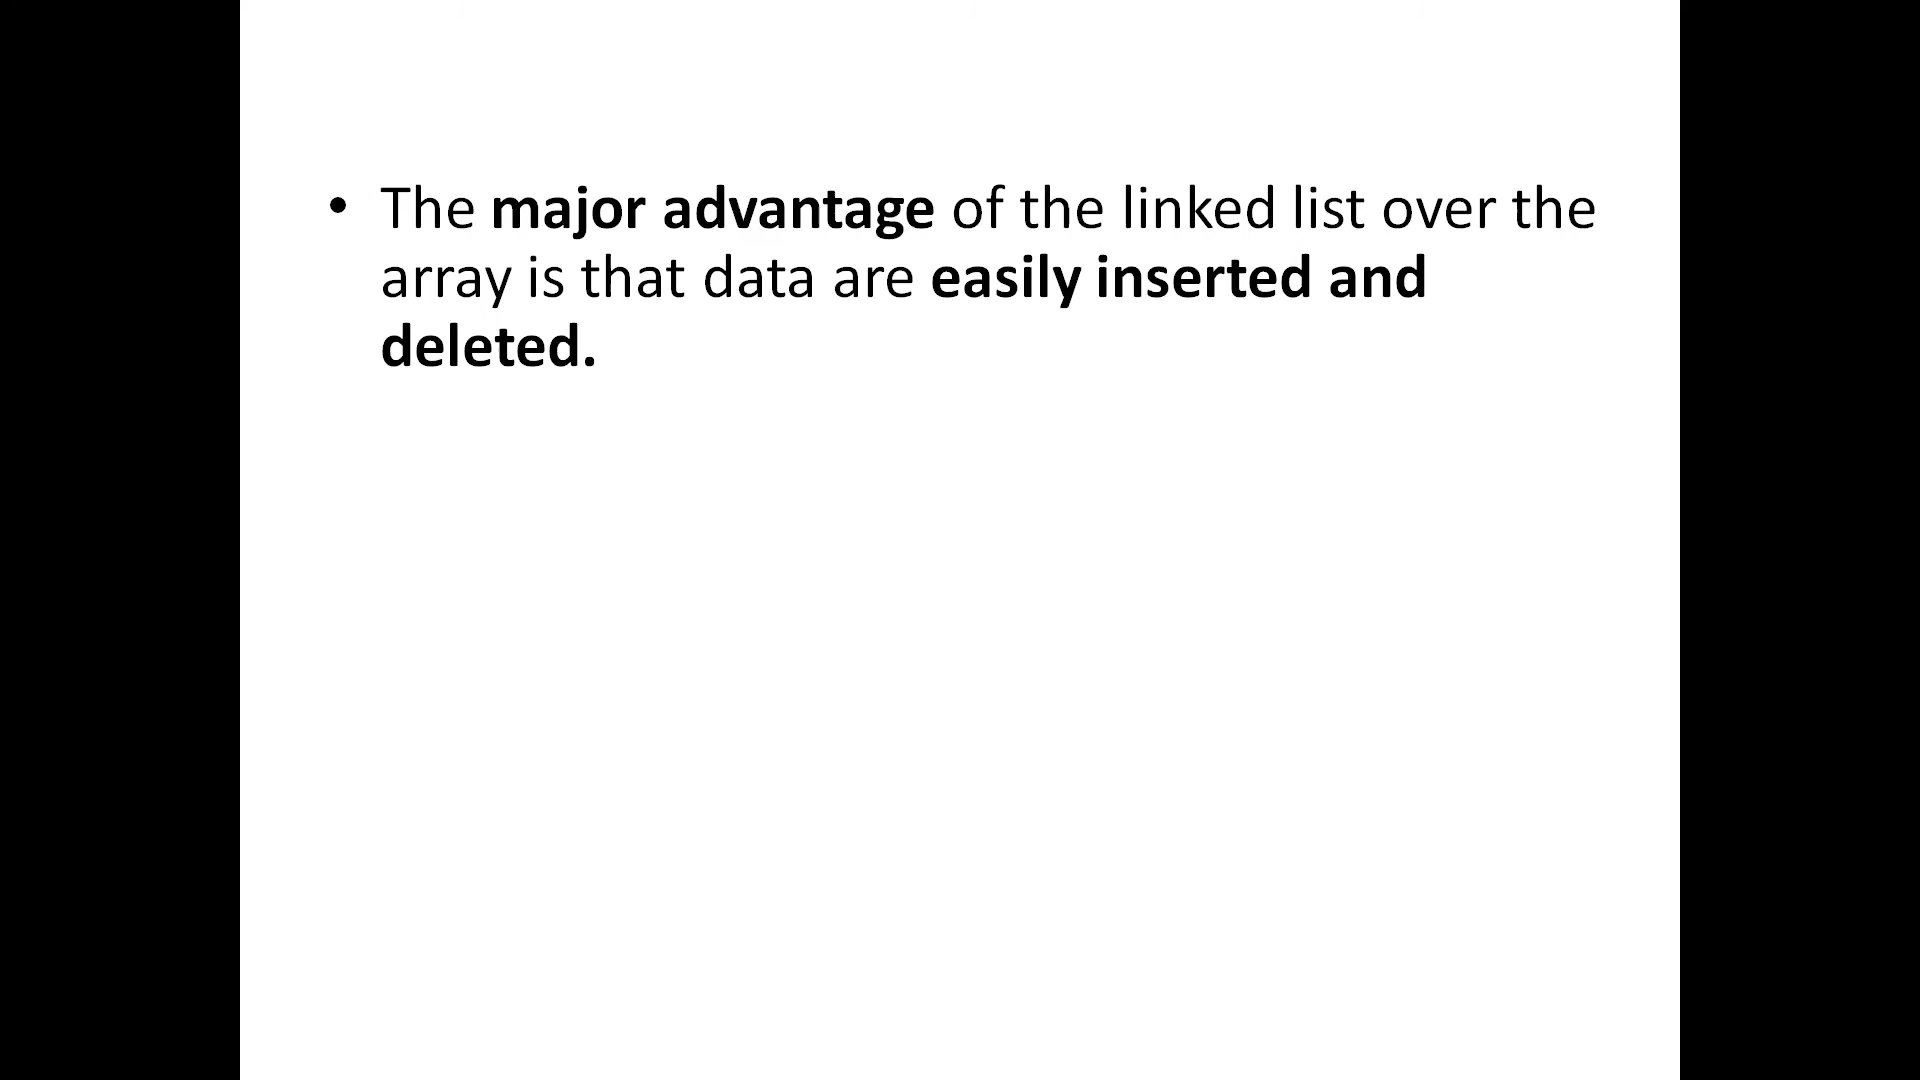 • The major advantage of the linked list over the
array is that data are easily inserted and
deleted.